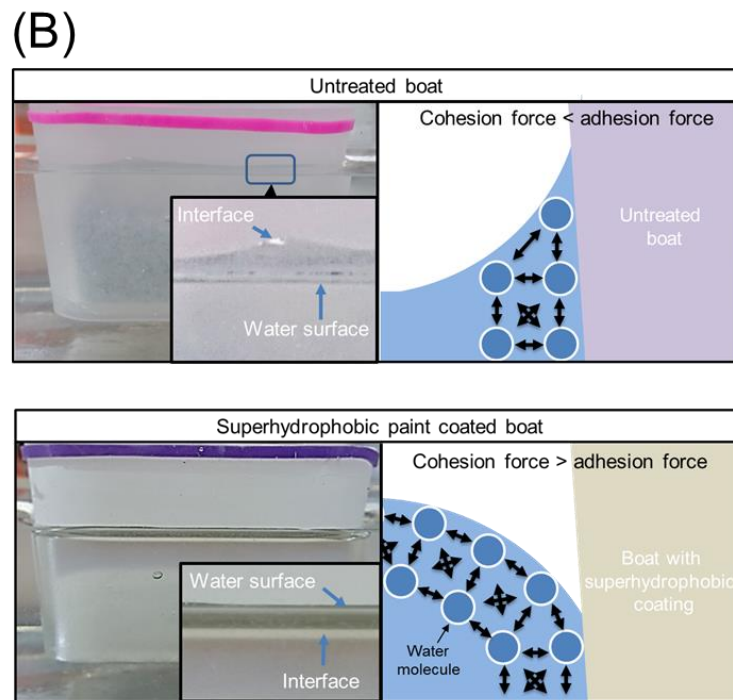 (B)
Untreated boat
Interface
Water surface
Cohesion force < adhesion force
Untreated
boat
Superhydrophobic paint coated boat
Water surface
Interface
Cohesion force > adhesion force
Water
molecule
Boat with
superhydrophobic
coating